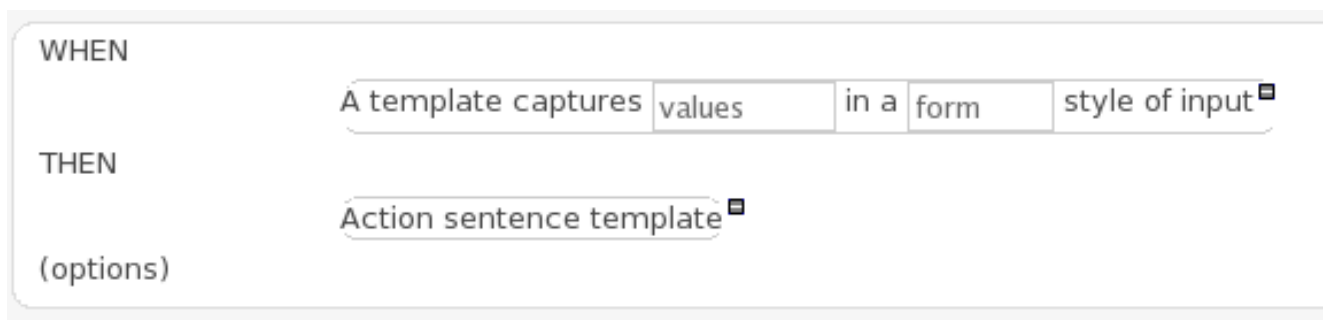 WHEN
A template captures values in a form style of input
THEN
Action sentence template
(options)